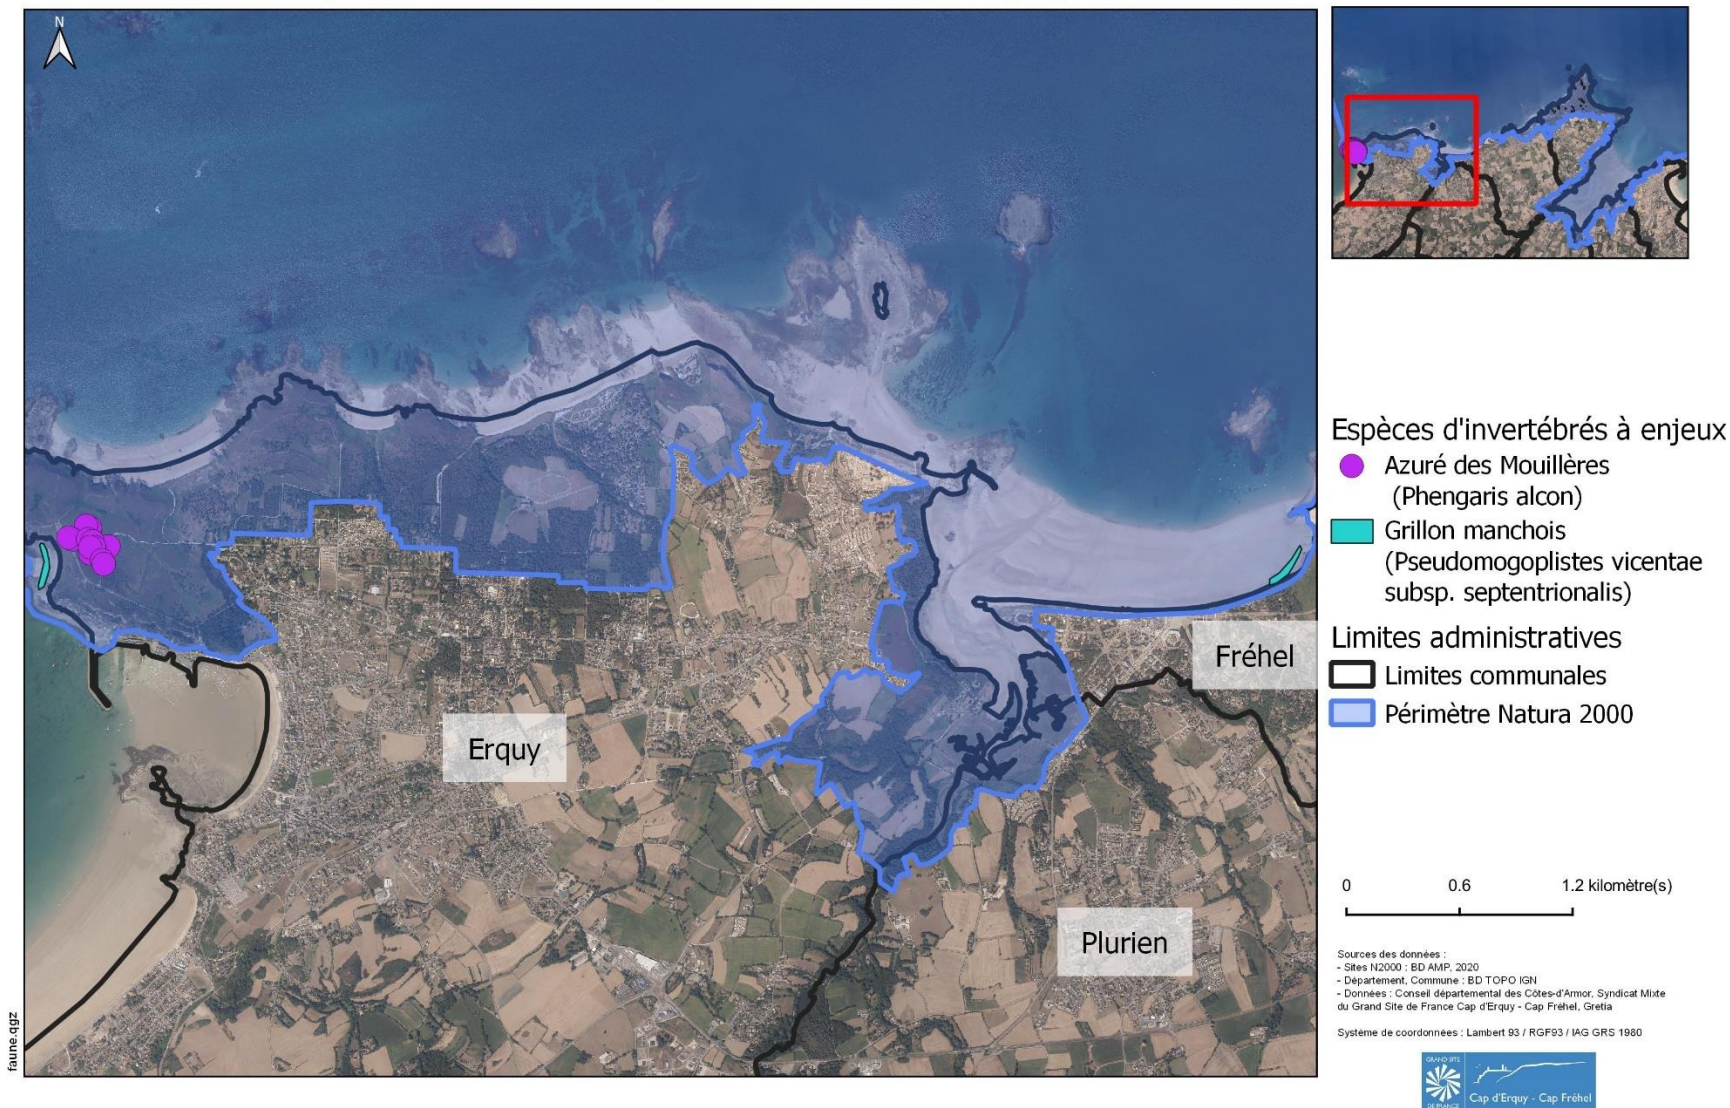 N
Espèces d'invertébrés à enjeux
Azuré des Mouillères
(Phengaris alcon)
Grillon manchois
(Pseudomogoplistes vicentae
subsp. septentrionalis)
Limites administratives
Limites communales
Périmètre Natura 2000
Fréhel
Erquy
Plurien
0 0.6 1.2 kilomètre(s)
Sources des données :
- Sites N2000 : BD AMP, 2020
- Département, Commune : BD TOPO IGN
- Données : Conseil départemental des Côtes-d'Armor, Syndicat Mixte
du Grand Site de France Cap d'Erquy - Cap Fréhel, Gretia
Système de coordonnées : Lambert 93 / RGF93 / IAG GRS 1980
faune.qgz
GRAND SITE
DE FRANCE
Cap d'Erquy - Cap Fréhel